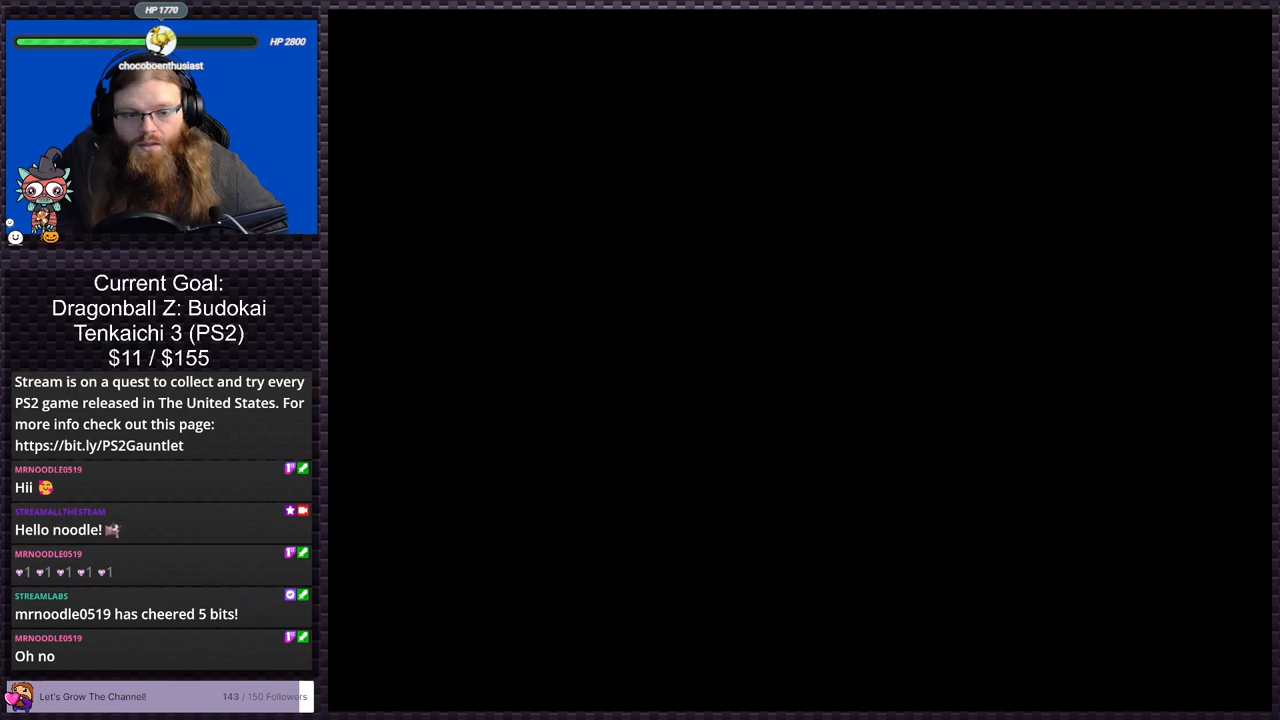 HP 1770
HP 2800
chocoboenthusiast
Current Goal:
Dragonball Z: Budokai
Tenkaichi 3 (PS2)
$11 / $155
Stream is on a quest to collect and try every
PS2 game released in The United States. For
more info check out this page:
https://bit.ly/PS2Gauntlet
MRNOODLE0519
Hii
STREAMALLTHESTEAM
Hello noodle!
MRNOODLE0519
1 1 1 1 1
STREAMLABS
mrnoodle0519 has cheered 5 bits!
MRNOODLE0519
Oh no
Let's Grow The Channel! 143 / 150 Followers